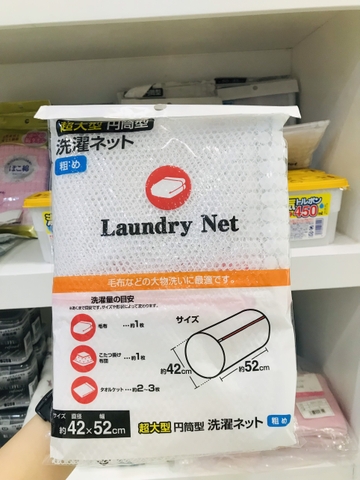 超大型 円筒型
洗濯ネット
粗め
Laundry Net
毛布などの大物洗いに最適です。
洗濯量の目安
毛布 …約1枚
こたつ掛け布団 …約1枚
タオルケット …約2~3枚
サイズ
約42cm
約52cm
サイズ 直径 幅
約42×52cm
超大型 円筒型 洗濯ネット 粗め
トルポン
450